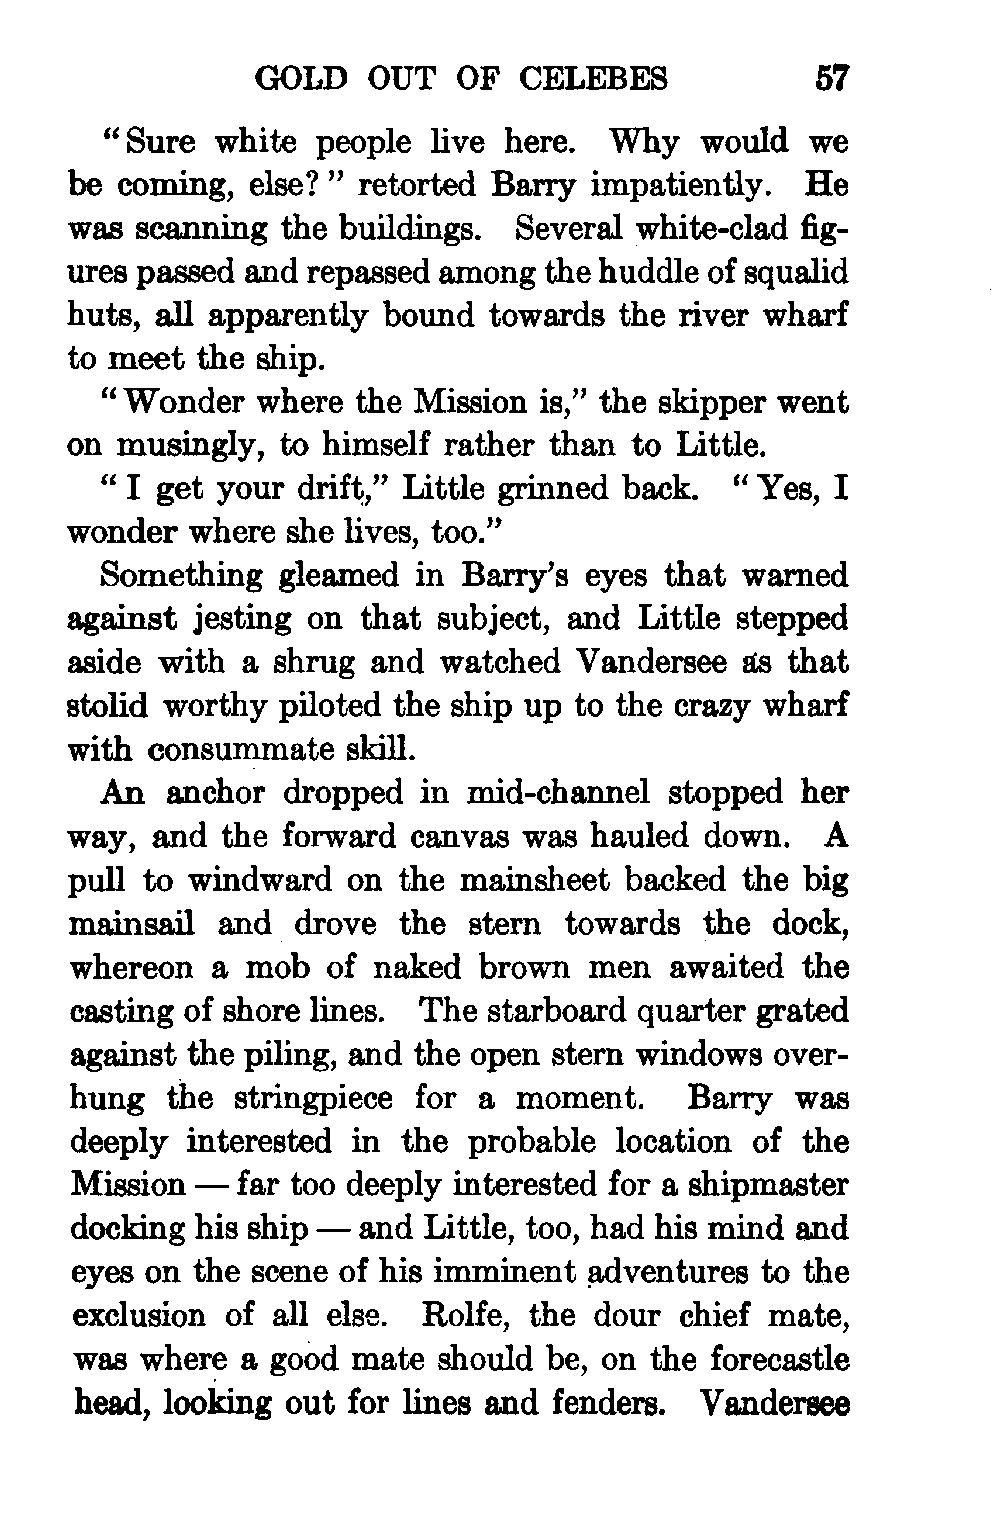 GOLD OUT OF CELEBES 57
“Sure white people live here. Why would we
be coming, else?” retorted Barry impatiently. He
was scanning the buildings. Several white-clad fig-
ures passed and repassed among the huddle of squalid
huts, all apparently bound towards the river wharf
to meet the ship.
“Wonder where the Mission is,” the skipper went
on musingly, to himself rather than to Little.
“I get your drift,” Little grinned back. “Yes, I
wonder where she lives, too.”
Something gleamed in Barry’s eyes that warned
against jesting on that subject, and Little stepped
aside with a shrug and watched Vandersee as that
stolid worthy piloted the ship up to the crazy wharf
with consummate skill.
An anchor dropped in mid-channel stopped her
way, and the forward canvas was hauled down. A
pull to windward on the mainsheet backed the big
mainsail and drove the stern towards the dock,
whereon a mob of naked brown men awaited the
casting of shore lines. The starboard quarter grated
against the piling, and the open stern windows over-
hung the stringpiece for a moment. Barry was
deeply interested in the probable location of the
Mission — far too deeply interested for a shipmaster
docking his ship — and Little, too, had his mind and
eyes on the scene of his imminent adventures to the
exclusion of all else. Rolfe, the dour chief mate,
was where a good mate should be, on the forecastle
head, looking out for lines and fenders. Vandersee